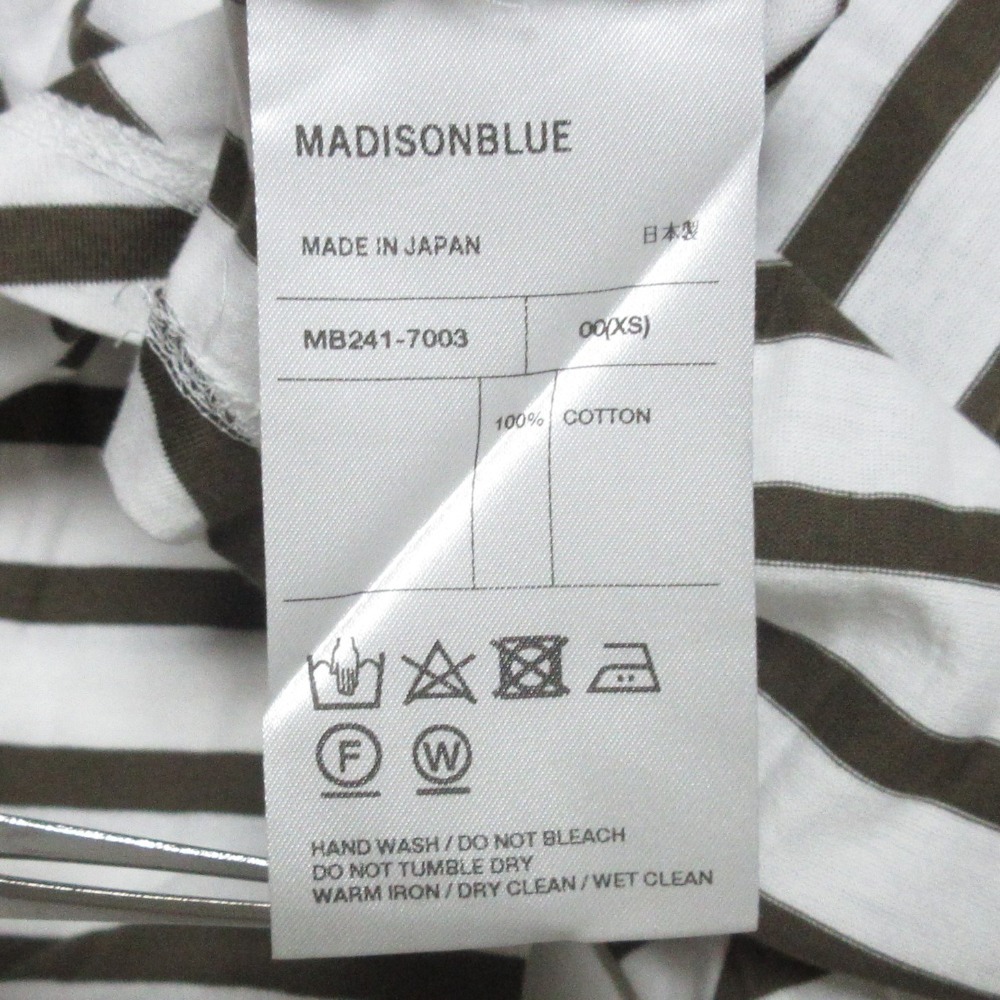 MADISONBLUE
MADE IN JAPAN 日本製
MB241-7003 00(XS)
100% COTTON
F W
HAND WASH / DO NOT BLEACH
DO NOT TUMBLE DRY
WARM IRON / DRY CLEAN / WET CLEAN